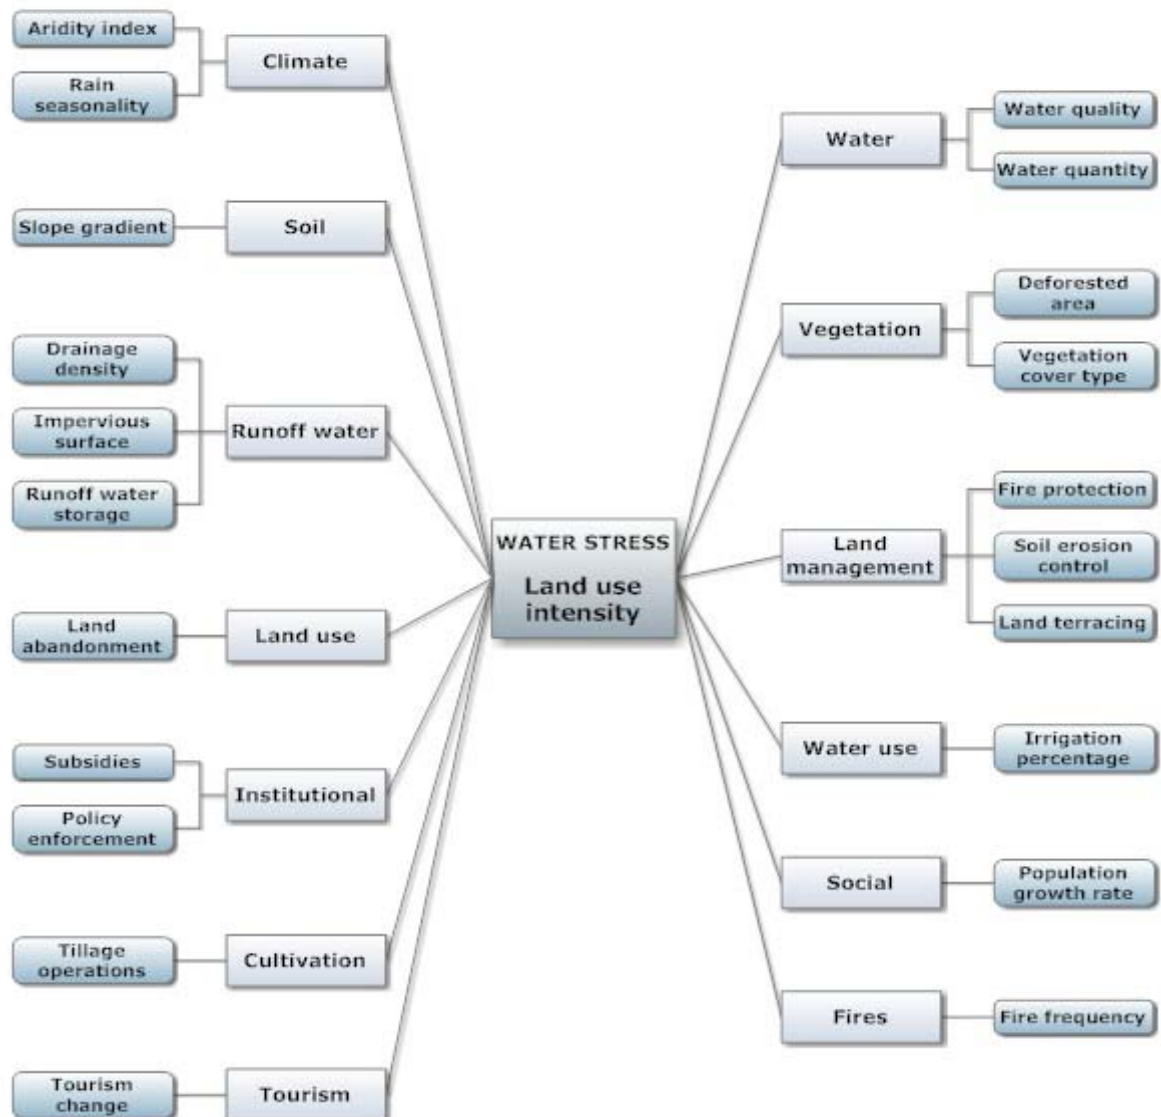 Aridity index
Rain
seasonality
Climate
Slope gradient
Soil
Drainage
density
Impervious
surface
Runoff water
storage
Runoff water
Land
abandonment
Land use
Subsidies
Policy
enforcement
Institutional
Tillage
operations
Cultivation
Tourism
change
Tourism
WATER STRESS
Land use
intensity
Water
Water quality
Water quantity
Vegetation
Deforested
area
Vegetation
cover type
Land
management
Fire protection
Soil erosion
control
Land terracing
Water use
Irrigation
percentage
Social
Population
growth rate
Fires
Fire frequency